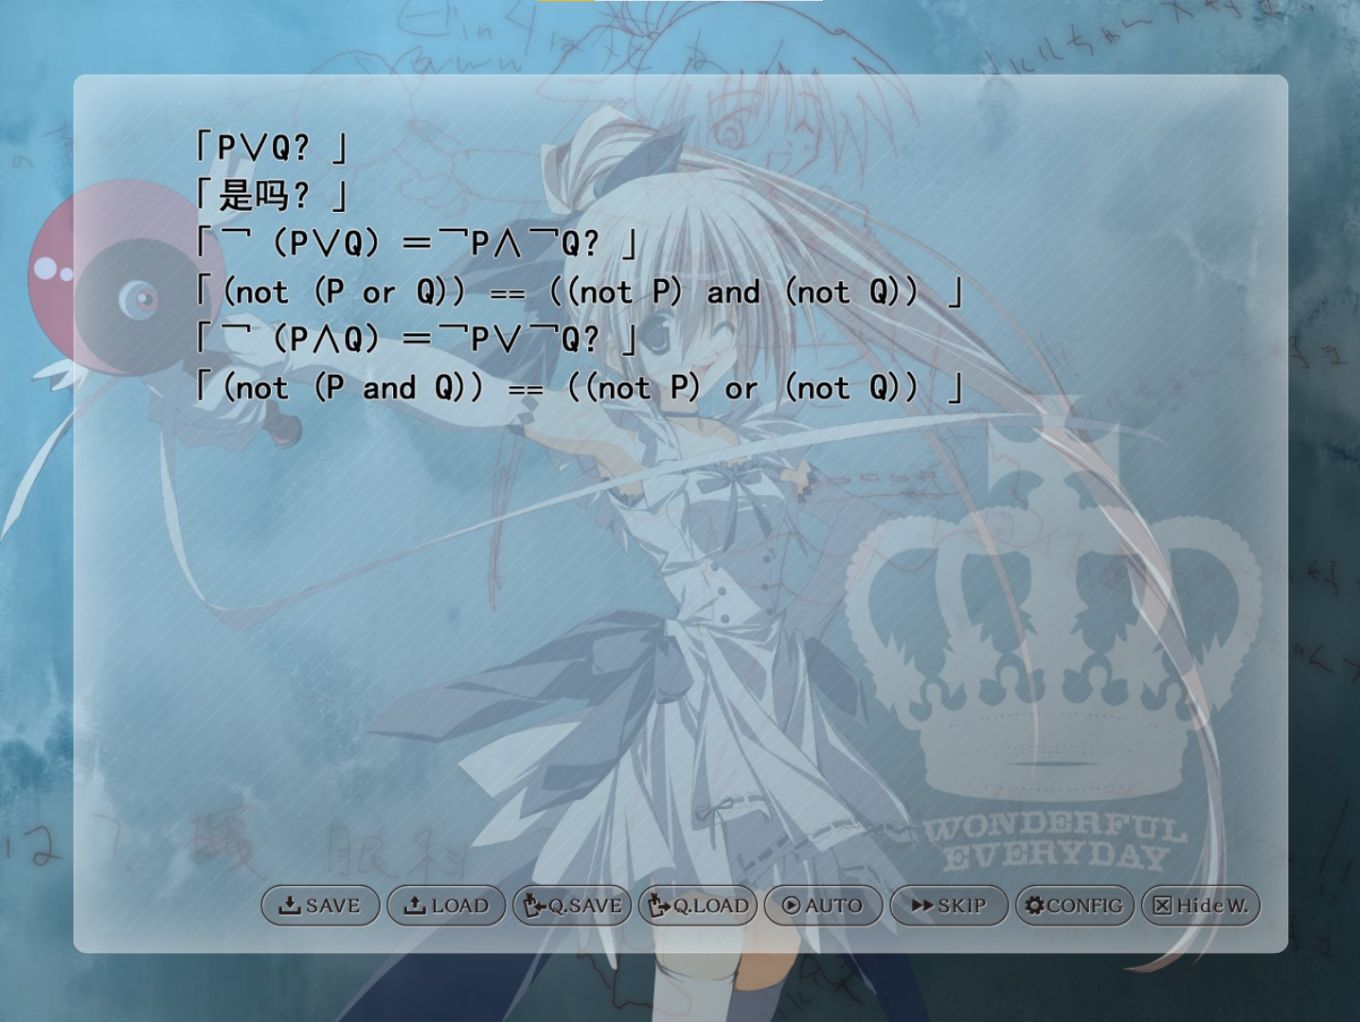 「P∨Q？」
「是吗？」
「￢（P∨Q）＝￢P∧￢Q？」
「(not (P or Q)) == ((not P) and (not Q)) 」
「￢（P∧Q）＝￢P∨￢Q？」
「(not (P and Q)) == ((not P) or (not Q)) 」
WONDERFUL
EVERYDAY
SAVE LOAD Q.SAVE Q.LOAD AUTO SKIP CONFIG Hide W.